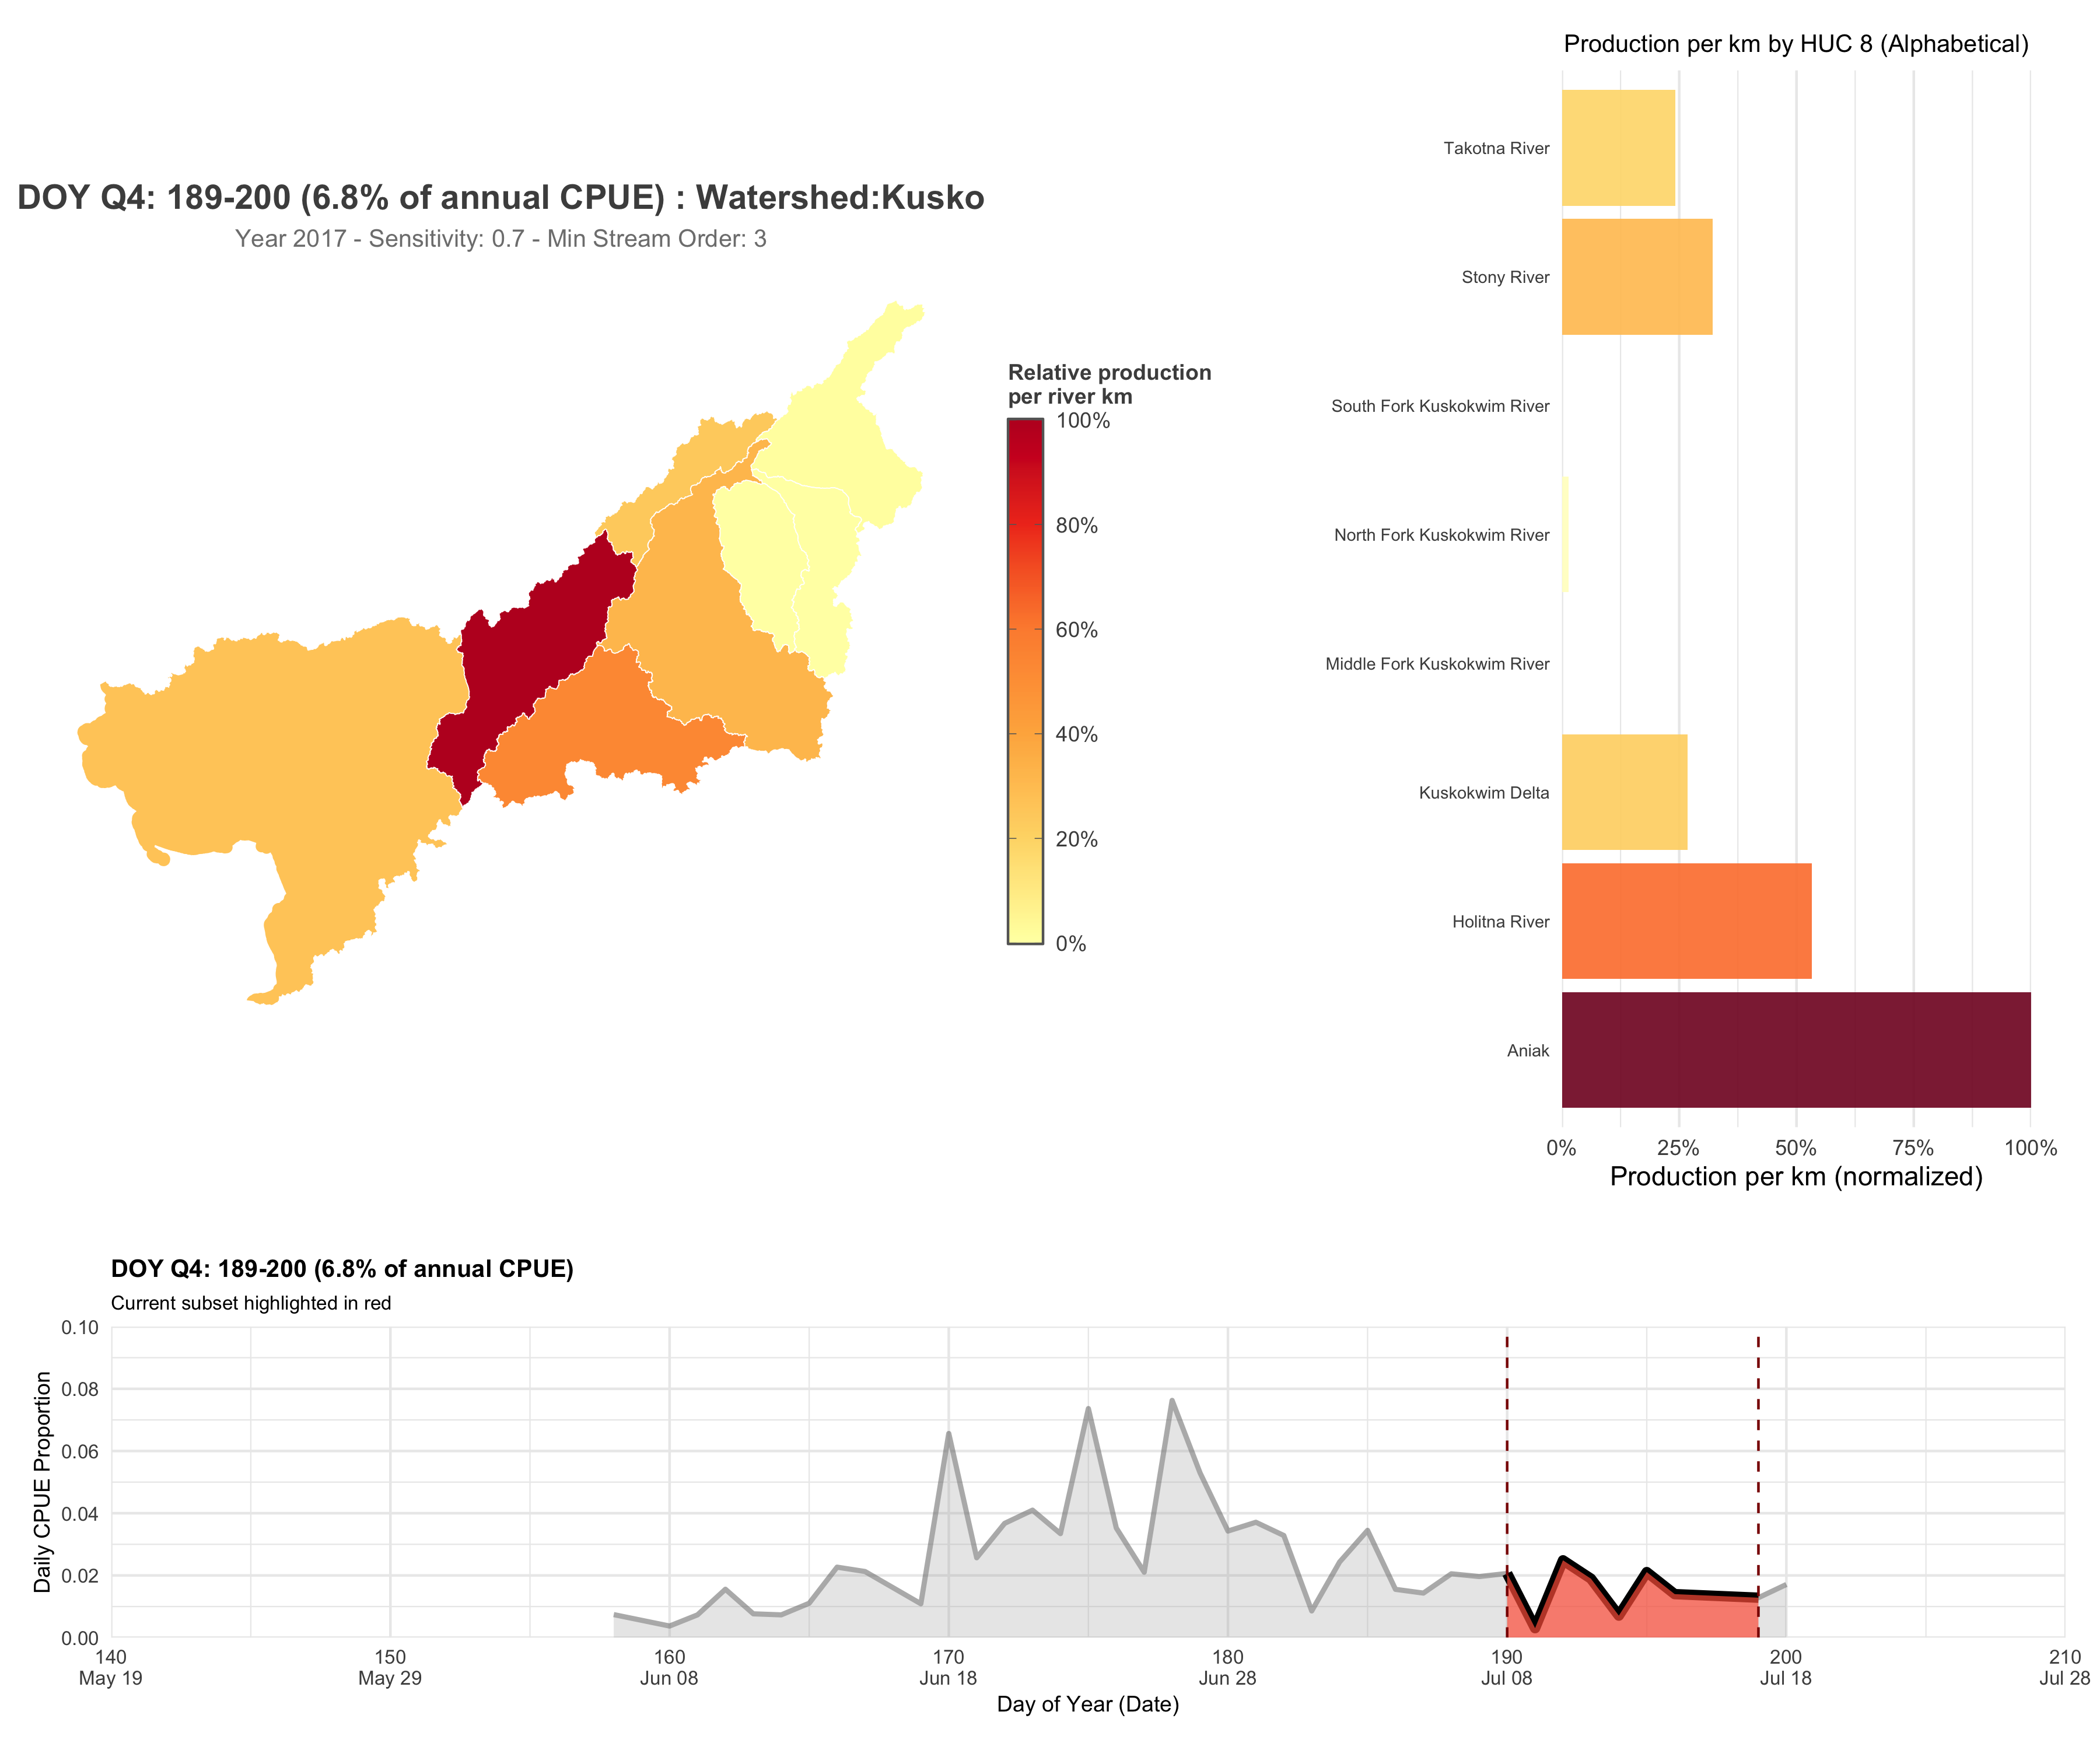 DOY Q4: 189-200 (6.8% of annual CPUE) : Watershed:Kusko
Year 2017 - Sensitivity: 0.7 - Min Stream Order: 3
Relative production
per river km
100%
80%
60%
40%
20%
0%
Production per km by HUC 8 (Alphabetical)
Takotna River
Stony River
South Fork Kuskokwim River
North Fork Kuskokwim River
Middle Fork Kuskokwim River
Kuskokwim Delta
Holitna River
Aniak
0% 25% 50% 75% 100%
Production per km (normalized)
DOY Q4: 189-200 (6.8% of annual CPUE)
Current subset highlighted in red
Daily CPUE Proportion
0.10
0.08
0.06
0.04
0.02
0.00
140 150 160 170 180 190 200 210
May 19 May 29 Jun 08 Jun 18 Jun 28 Jul 08 Jul 18 Jul 28
Day of Year (Date)